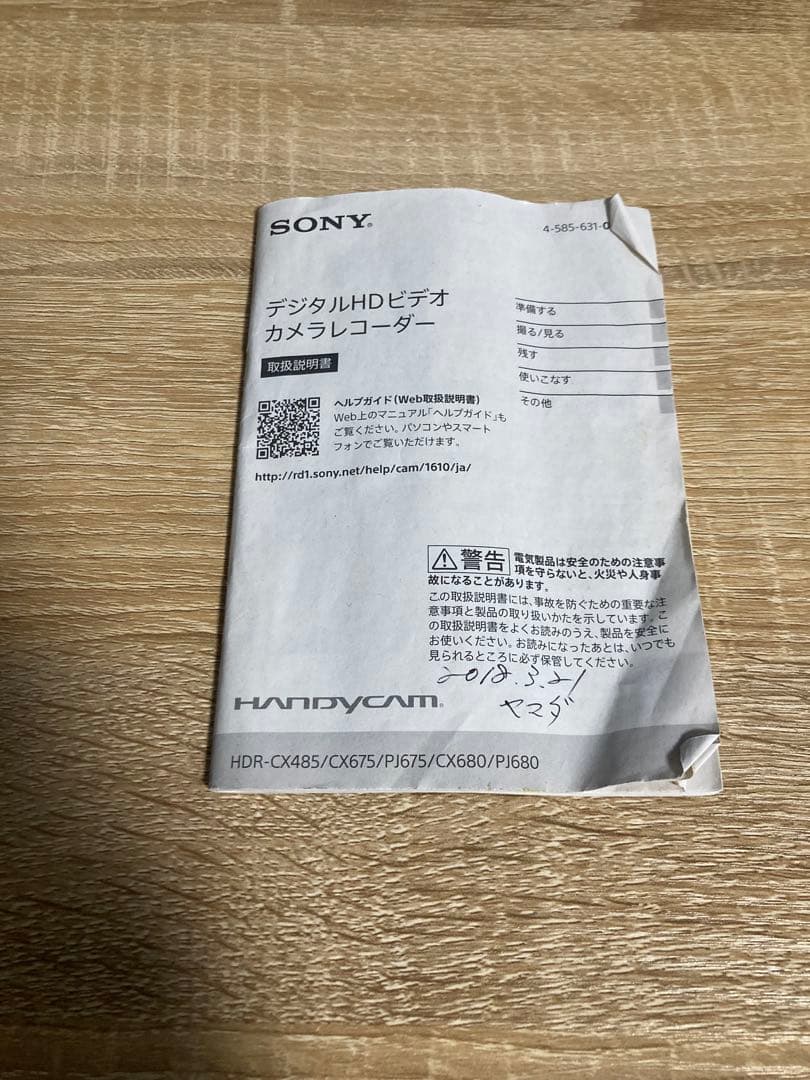 SONY®
4-585-631-0
デジタルHDビデオ
カメラレコーダー
取扱説明書
準備する
撮る/見る
残す
使いこなす
その他
ヘルプガイド(Web取扱説明書)
Web上のマニュアル「ヘルプガイド」も
ご覧ください。パソコンやスマート
フォンでご覧いただけます。
http://rd1.sony.net/help/cam/1610/ja/
警告 電気製品は安全のための注意事
項を守らないと、火災や人身事
故になることがあります。
この取扱説明書には、事故を防ぐための重要な注
意事項と製品の取り扱いかたを示しています。こ
の取扱説明書をよくお読みのうえ、製品を安全に
お使いください。お読みになったあとは、いつでも
見られるところに必ず保管してください。
2018.3.21
ヤマダ
HANDYCAM®
HDR-CX485/CX675/PJ675/CX680/PJ680